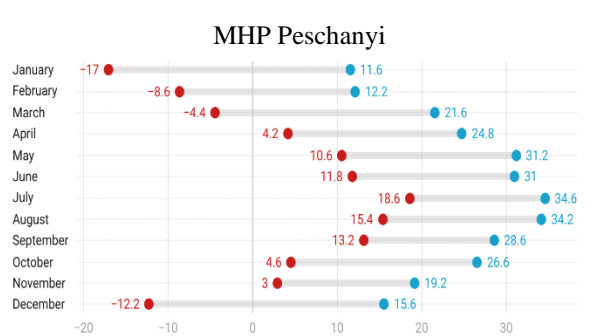 MHP Peschanyi
January −17 11.6
February −8.6 12.2
March −4.4 21.6
April 4.2 24.8
May 10.6 31.2
June 11.8 31
July 18.6 34.6
August 15.4 34.2
September 13.2 28.6
October 4.6 26.6
November 3 19.2
December −12.2 15.6
−20 −10 0 10 20 30